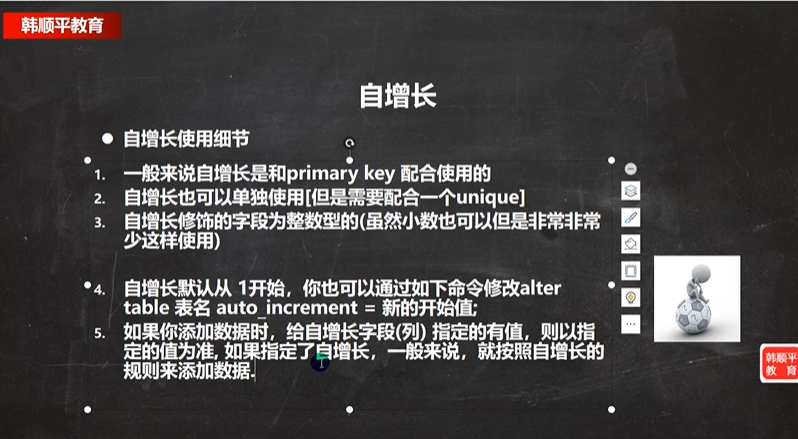 韩顺平教育
自增长
● 自增长使用细节
1. 一般来说自增长是和primary key 配合使用的
2. 自增长也可以单独使用[但是需要配合一个unique]
3. 自增长修饰的字段为整数型的(虽然小数也可以但是非常非常
少这样使用)
4. 自增长默认从 1开始，你也可以通过如下命令修改alter
table 表名 auto_increment = 新的开始值;
5. 如果你添加数据时，给自增长字段(列) 指定的有值，则以指
定的值为准, 如果指定了自增长，一般来说，就按照自增长的
规则来添加数据.
韩顺平
教 育